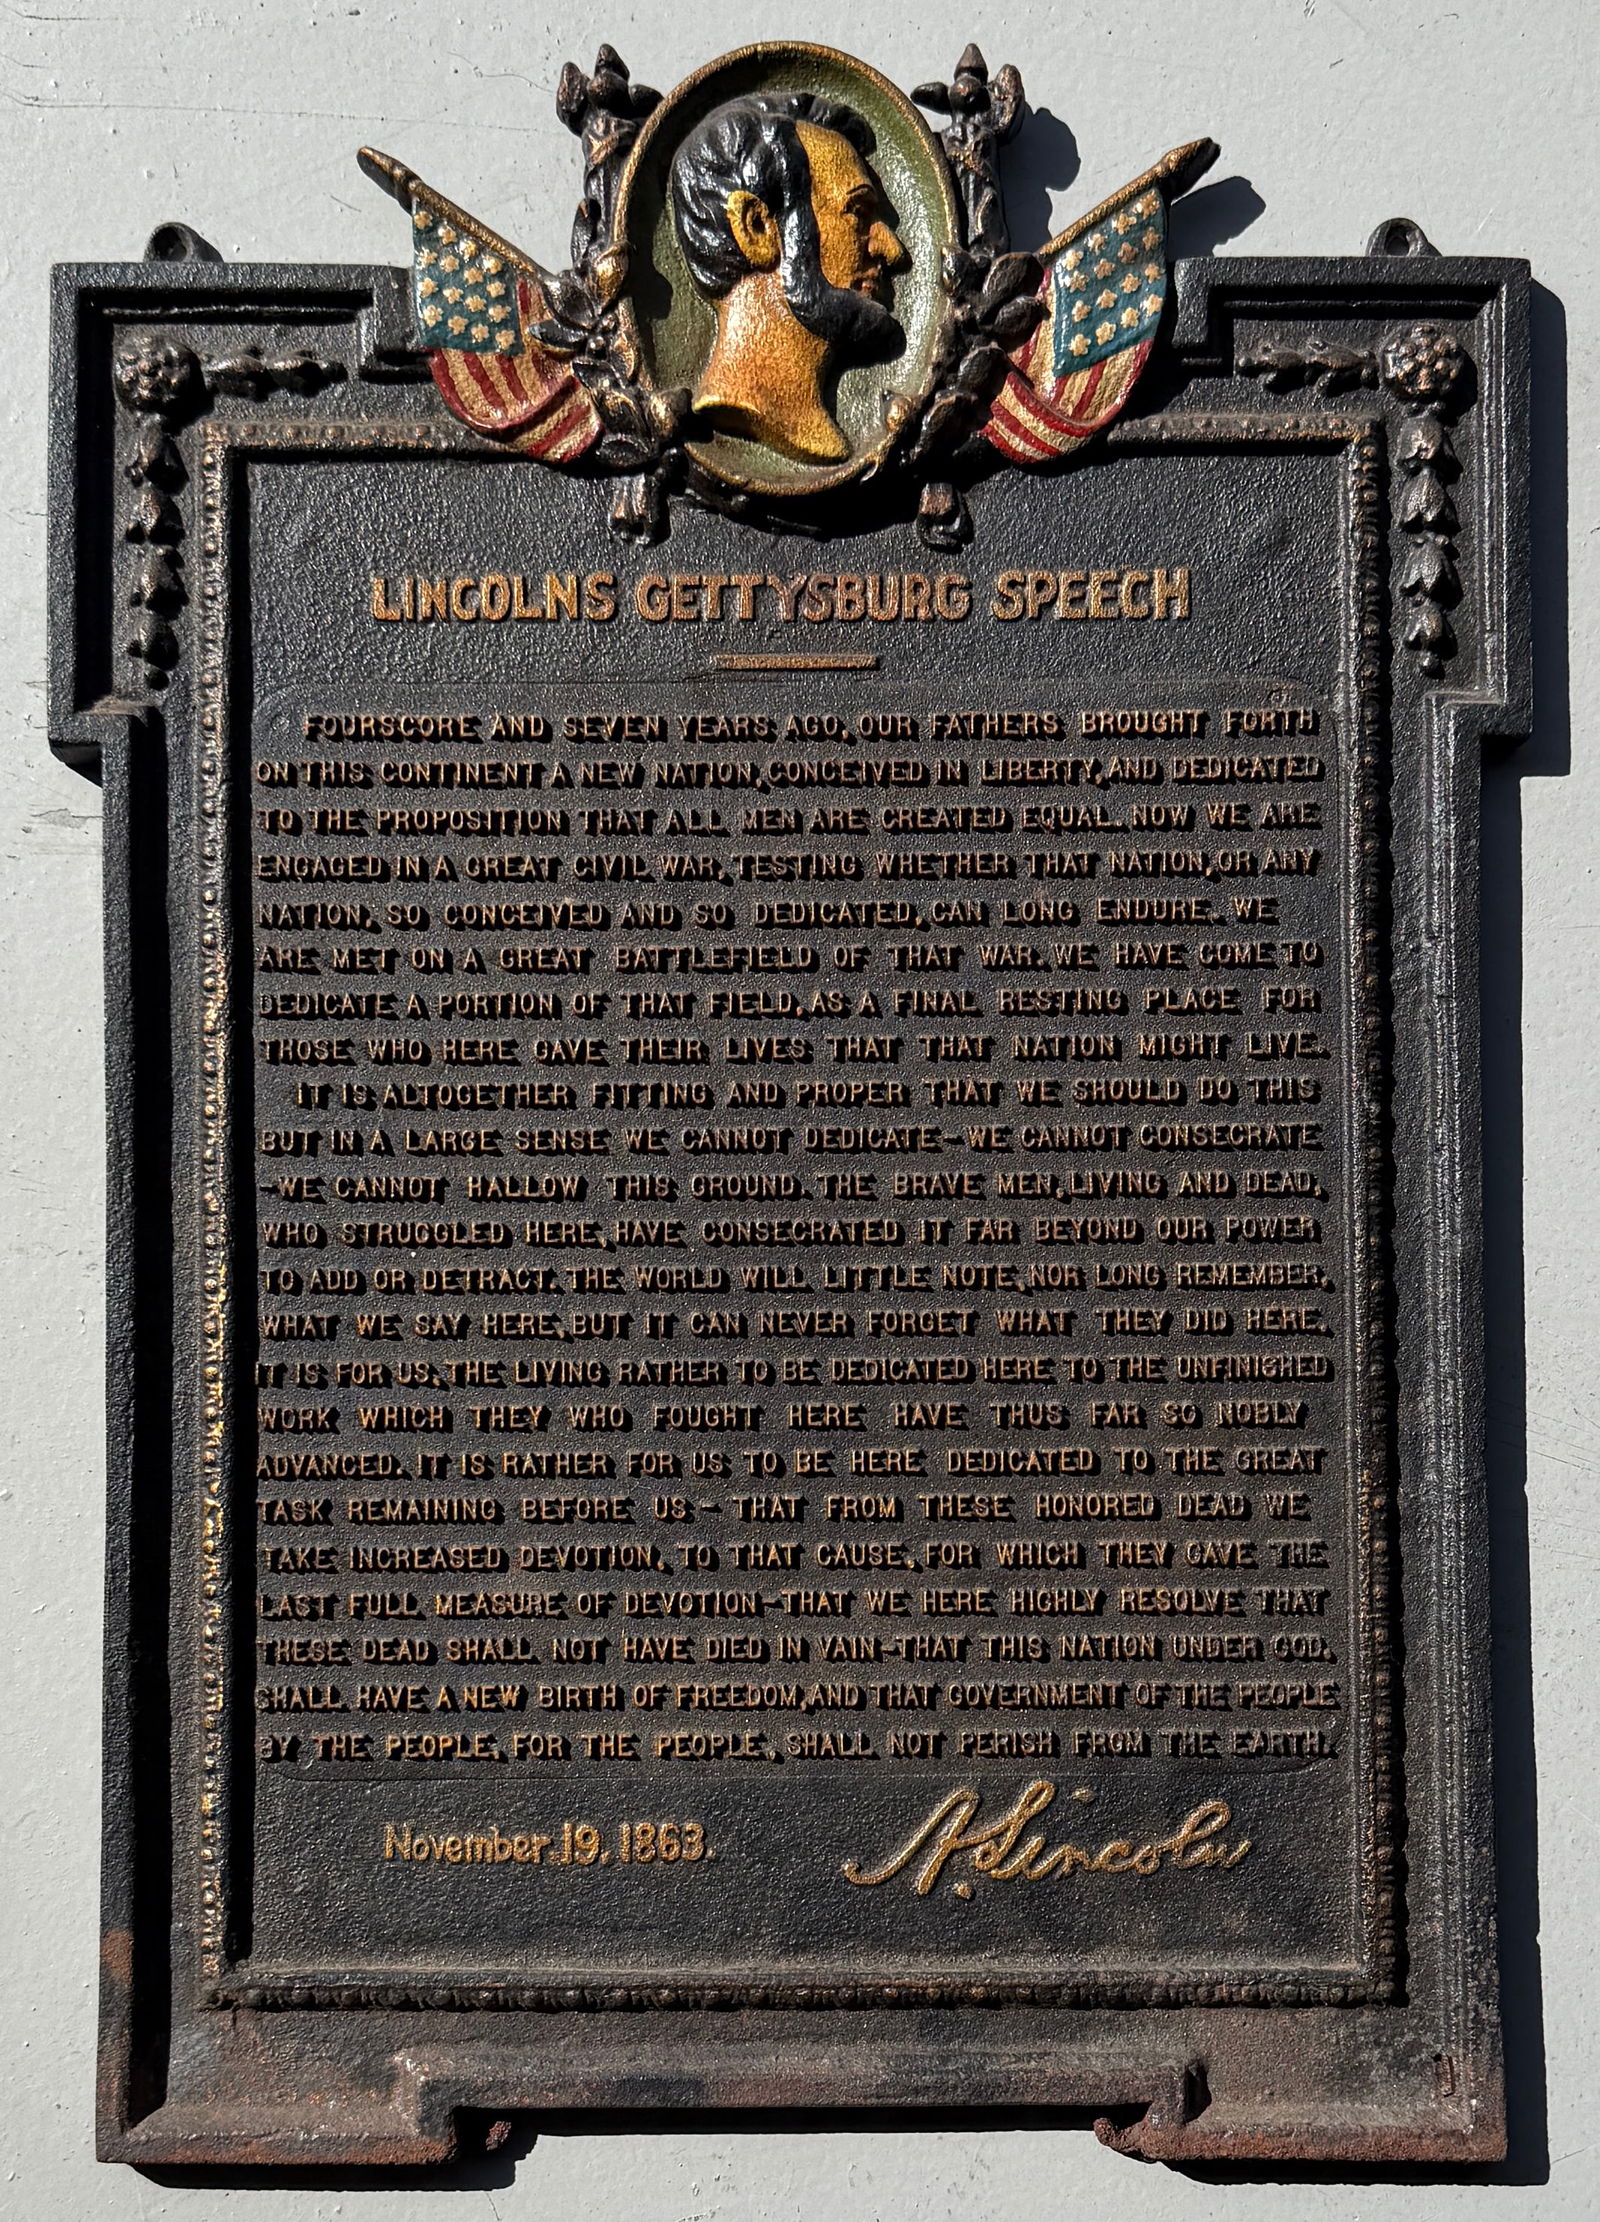 LINCOLNS GETTYSBURG SPEECH
FOURSCORE AND SEVEN YEARS AGO, OUR FATHERS BROUGHT FORTH
ON THIS CONTINENT A NEW NATION, CONCEIVED IN LIBERTY, AND DEDICATED
TO THE PROPOSITION THAT ALL MEN ARE CREATED EQUAL. NOW WE ARE
ENGAGED IN A GREAT CIVIL WAR, TESTING WHETHER THAT NATION, OR ANY
NATION, SO CONCEIVED AND SO DEDICATED, CAN LONG ENDURE. WE
ARE MET ON A GREAT BATTLEFIELD OF THAT WAR. WE HAVE COME TO
DEDICATE A PORTION OF THAT FIELD, AS A FINAL RESTING PLACE FOR
THOSE WHO HERE GAVE THEIR LIVES THAT THAT NATION MIGHT LIVE.
IT IS ALTOGETHER FITTING AND PROPER THAT WE SHOULD DO THIS
BUT IN A LARGE SENSE WE CANNOT DEDICATE-WE CANNOT CONSECRATE
-WE CANNOT HALLOW THIS GROUND. THE BRAVE MEN, LIVING AND DEAD,
WHO STRUGGLED HERE, HAVE CONSECRATED IT FAR BEYOND OUR POWER
TO ADD OR DETRACT. THE WORLD WILL LITTLE NOTE, NOR LONG REMEMBER,
WHAT WE SAY HERE, BUT IT CAN NEVER FORGET WHAT THEY DID HERE.
IT IS FOR US, THE LIVING RATHER TO BE DEDICATED HERE TO THE UNFINISHED
WORK WHICH THEY WHO FOUGHT HERE HAVE THUS FAR SO NOBLY
ADVANCED. IT IS RATHER FOR US TO BE HERE DEDICATED TO THE GREAT
TASK REMAINING BEFORE US- THAT FROM THESE HONORED DEAD WE
TAKE INCREASED DEVOTION, TO THAT CAUSE, FOR WHICH THEY GAVE THE
LAST FULL MEASURE OF DEVOTION-THAT WE HERE HIGHLY RESOLVE THAT
THESE DEAD SHALL NOT HAVE DIED IN VAIN-THAT THIS NATION UNDER GOD,
SHALL HAVE A NEW BIRTH OF FREEDOM, AND THAT GOVERNMENT OF THE PEOPLE
BY THE PEOPLE, FOR THE PEOPLE, SHALL NOT PERISH FROM THE EARTH.
November.19.1863.
A. Lincoln